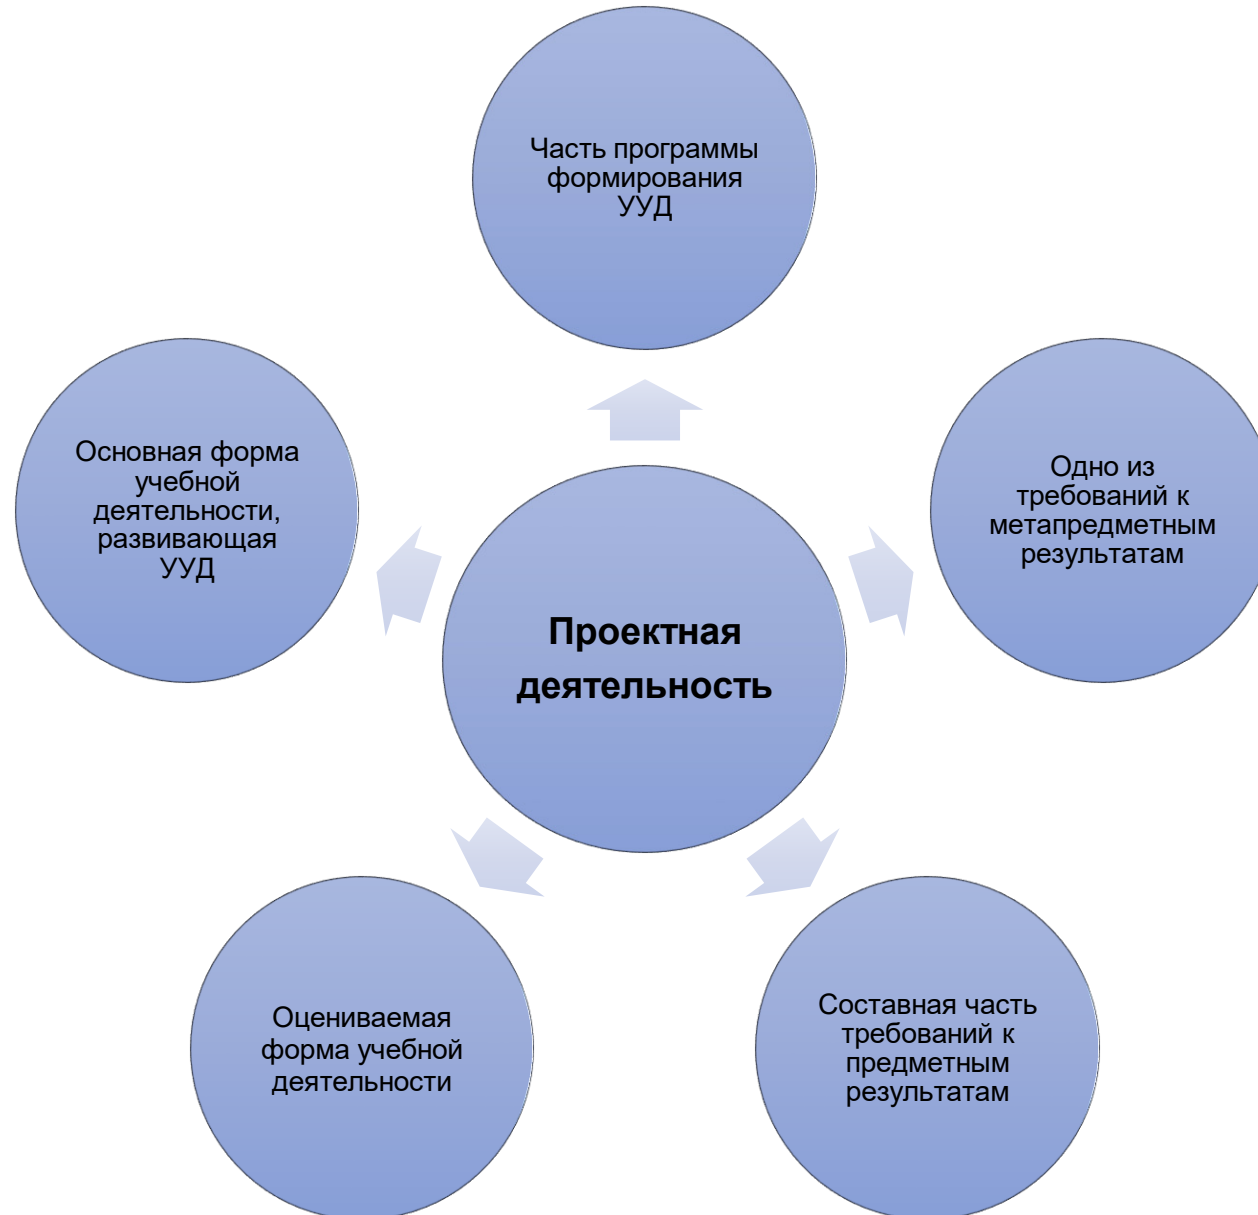 Часть программы
формирования
УУД
Основная форма
учебной
деятельности,
развивающая
УУД
Одно из
требований к
метапредметным
результатам
Проектная
деятельность
Оцениваемая
форма учебной
деятельности
Составная часть
требований к
предметным
результатам